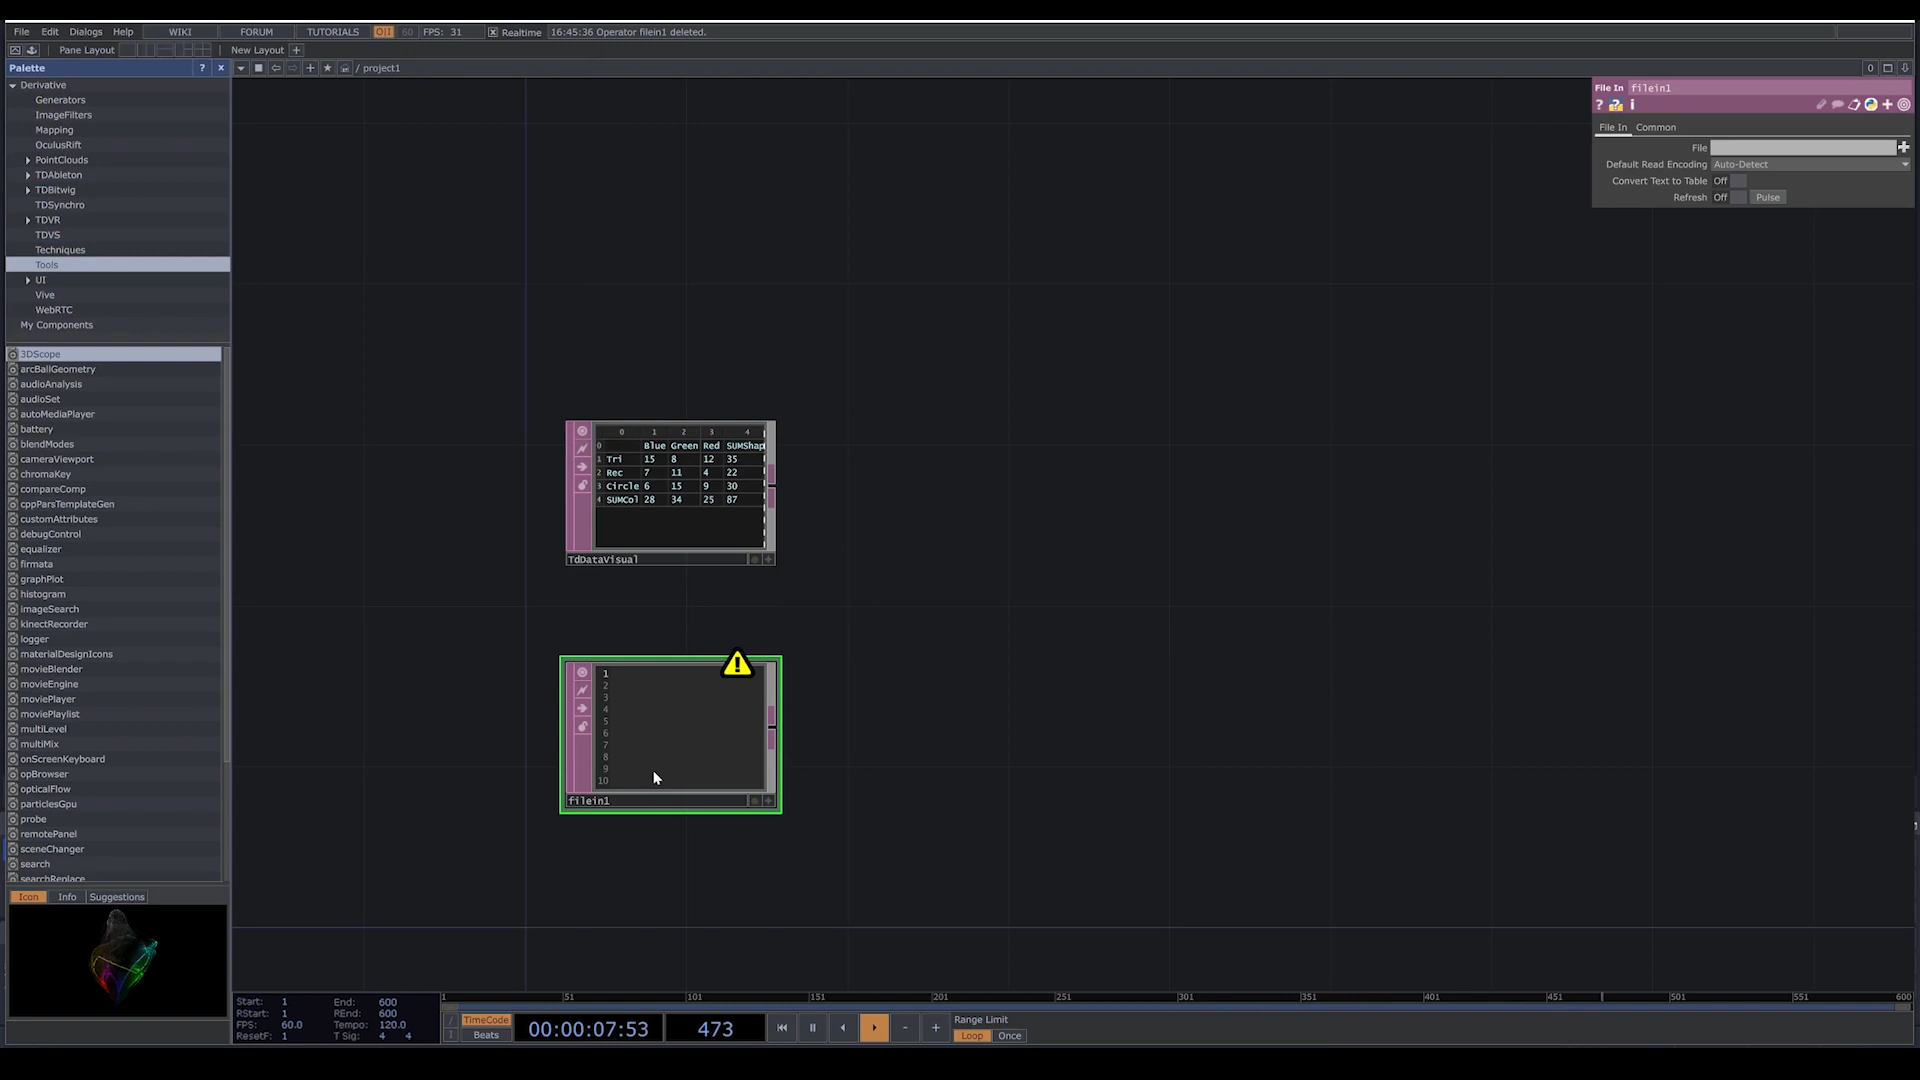 File Edit Dialogs Help WIKI FORUM TUTORIALS O|I 60 FPS: 31 Realtime 16:45:36 Operator filein1 deleted.
Pane Layout New Layout +
Palette ? x / project1 0
Derivative
Generators
ImageFilters
Mapping
OculusRift
PointClouds
TDAbleton
TDBitwig
TDSynchro
TDVR
TDVS
Techniques
Tools
UI
Vive
WebRTC
My Components
3DScope
arcBallGeometry
audioAnalysis
audioSet
autoMediaPlayer
battery
blendModes
cameraViewport
chromaKey
compareComp
cppParsTemplateGen
customAttributes
debugControl
equalizer
firmata
graphPlot
histogram
imageSearch
kinectRecorder
logger
materialDesignIcons
movieBlender
movieEngine
moviePlayer
moviePlaylist
multiLevel
multiMix
onScreenKeyboard
opBrowser
opticalFlow
particlesGpu
probe
remotePanel
sceneChanger
search
searchReplace
Icon Info Suggestions
0 1 2 3 4
0 Blue Green Red SUMShap
1 Tri 15 8 12 35
2 Rec 7 11 4 22
3 Circle 6 15 9 30
4 SUMCol 28 34 25 87
TdDataVisual
1
2
3
4
5
6
7
8
9
10
filein1
File In filein1
? ? i
File In Common
File
Default Read Encoding Auto-Detect
Convert Text to Table Off
Refresh Off Pulse
Start: 1 End: 600
RStart: 1 REnd: 600
FPS: 60.0 Tempo: 120.0
ResetF: 1 T Sig: 4 4
1 51 101 151 201 251 301 351 401 451 501 551 600
TimeCode
Beats
00:00:07:53 473
- +
Range Limit
Loop Once